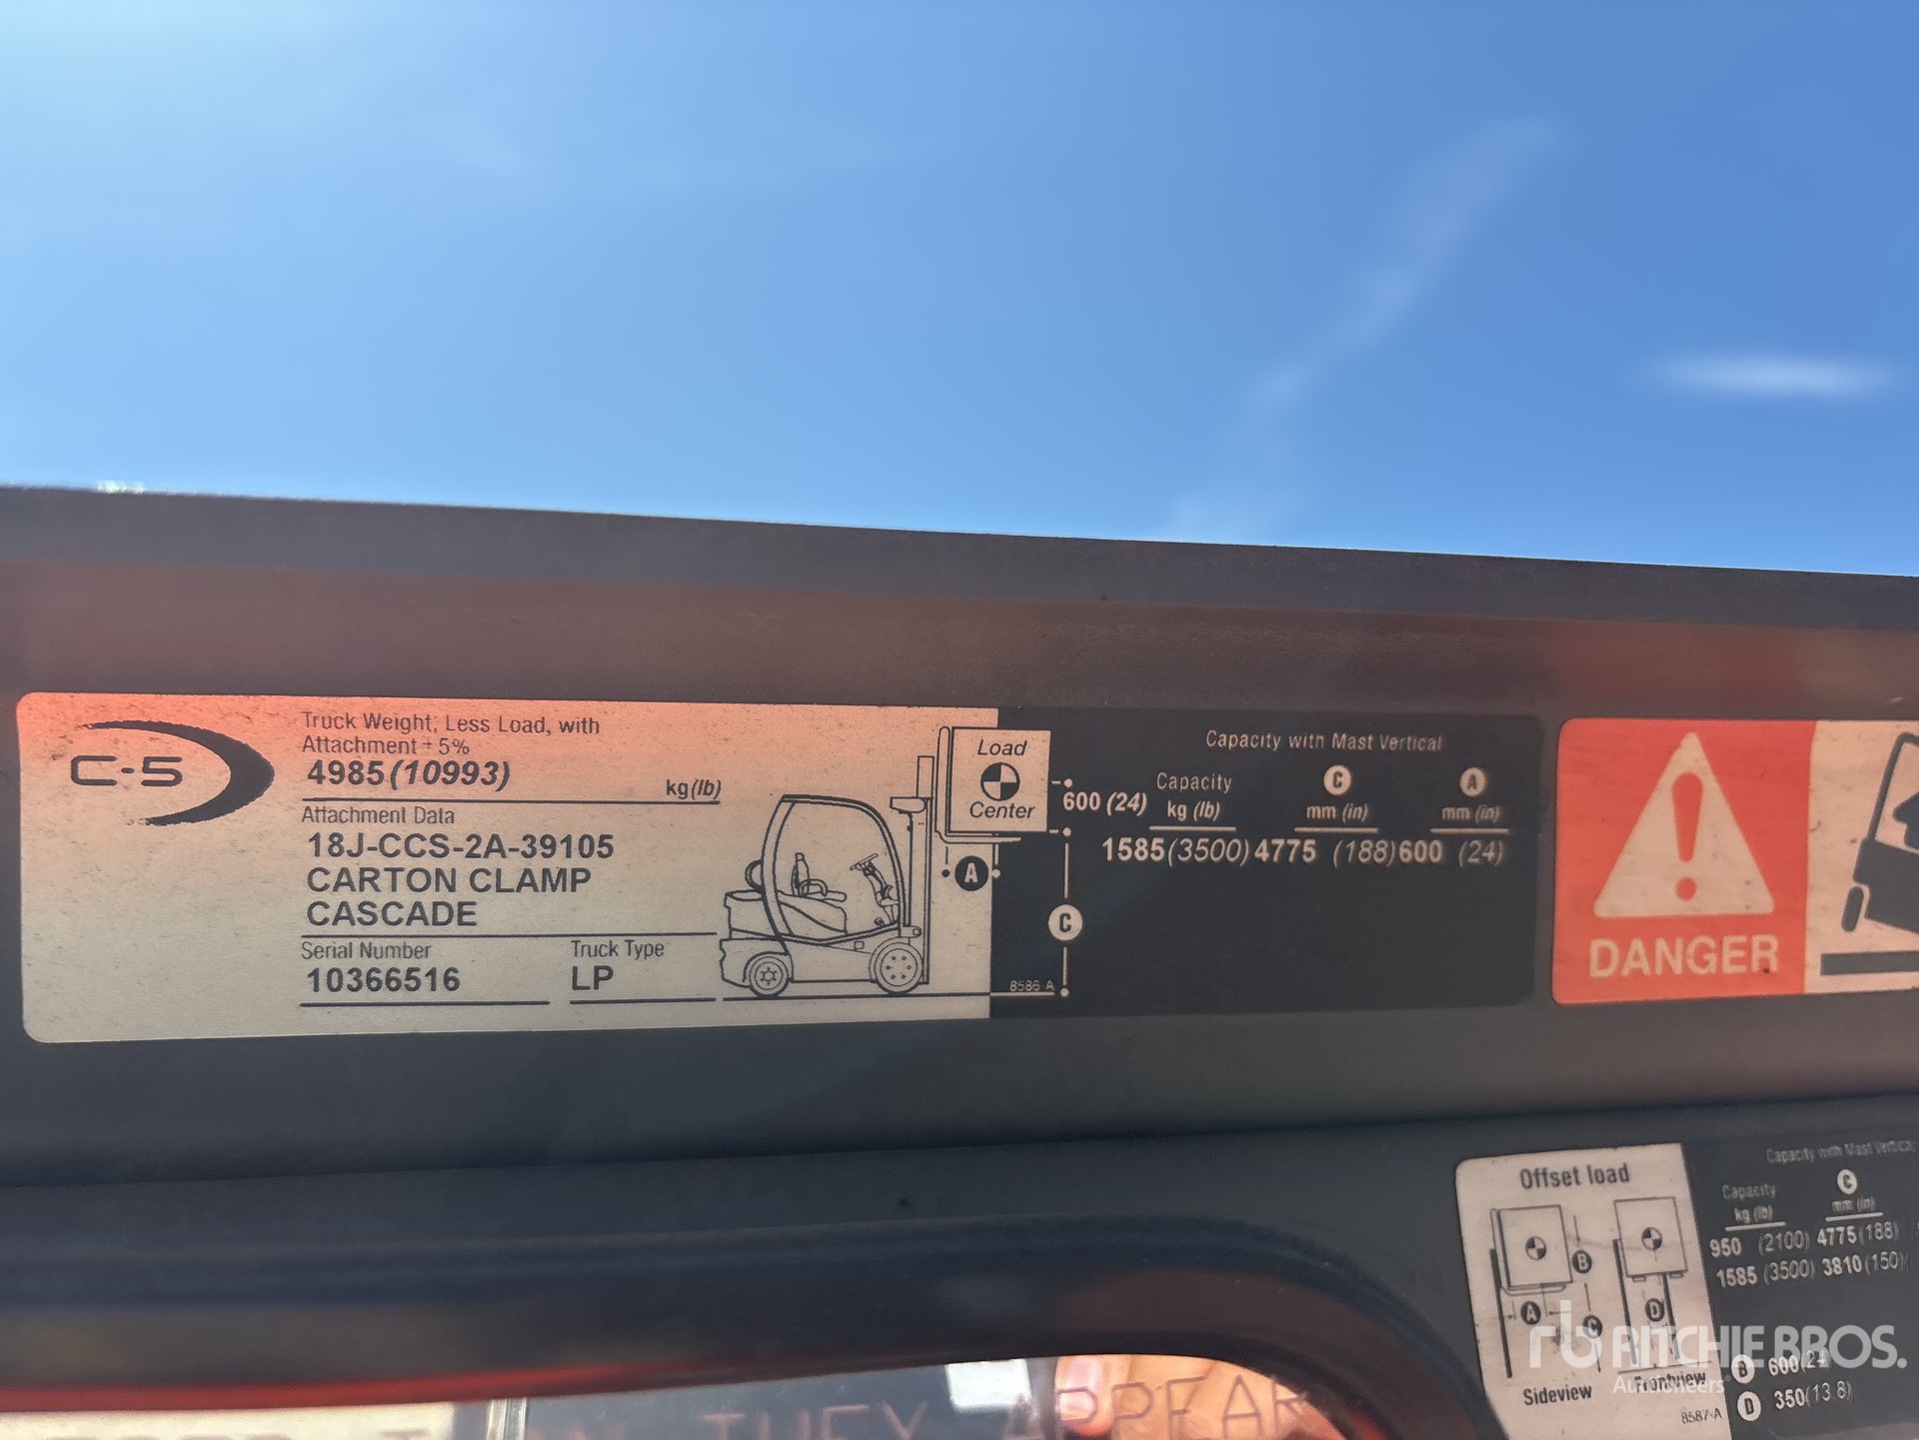 C-5
Truck Weight, Less Load, with
Attachment ± 5%
4985 (10993) kg (lb)
Attachment Data
18J-CCS-2A-39105
CARTON CLAMP
CASCADE
Serial Number Truck Type
10366516 LP
Load
Center
600 (24)
A
C
8586-A
Capacity with Mast Vertical
Capacity C A
kg (lb) mm (in) mm (in)
1585 (3500) 4775 (188) 600 (24)
DANGER
Offset load
B
A C D
Sideview Frontview
8587-A
Capacity with Mast Vertical
Capacity C
kg (lb) mm (in)
950 (2100) 4775 (188)
1585 (3500) 3810 (150)
B 600 (24)
D 350 (13.8)
THEY APPEAR
rb RITCHIE BROS.
Auctioneers